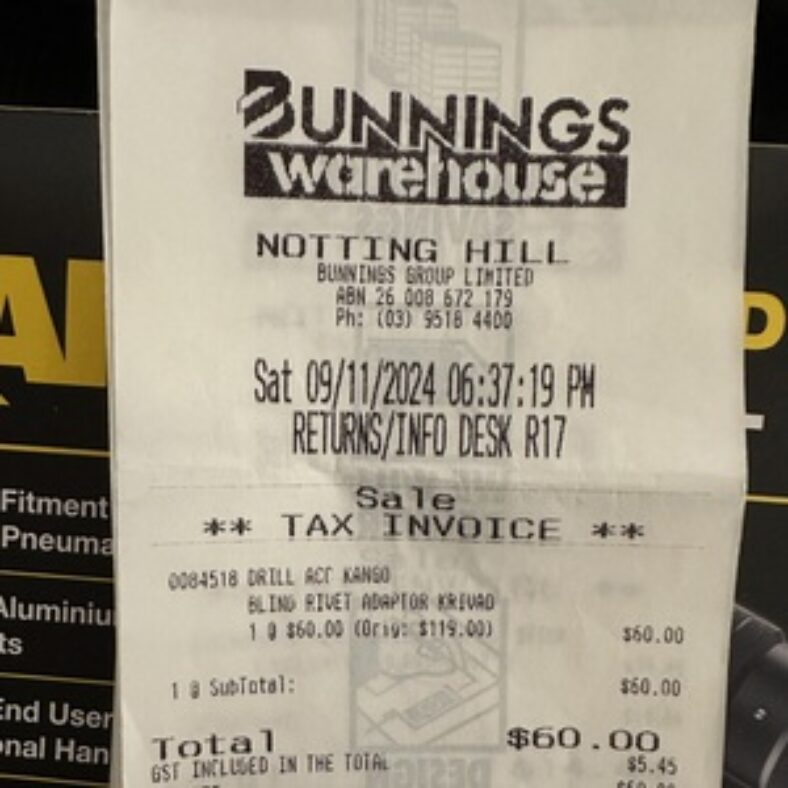 BUNNINGS
warehouse
NOTTING HILL
BUNNINGS GROUP LIMITED
ABN 26 008 672 179
Ph: (03) 9518 4400
Sat 09/11/2024 06:37:19 PM
RETURNS/INFO DESK R17
Sale
** TAX INVOICE **
0084518 DRILL ACC KANGO
BLIND RIVET ADAPTOR KRIVAD
1 @ $60.00 (Orig: $119.00) $60.00
1 @ SubTotal: $60.00
Total $60.00
GST INCLUDED IN THE TOTAL $5.45
Fitment
Pneuma
Aluminiu
ts
End User
onal Han
P